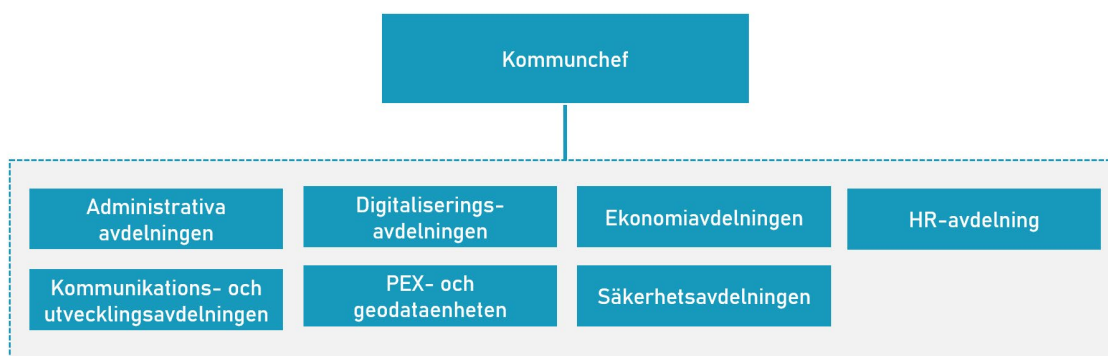 Kommunchef
Administrativa
avdelningen
Digitaliserings-
avdelningen
Ekonomiavdelningen
HR-avdelning
Kommunikations- och
utvecklingsavdelningen
PEX- och
geodataenheten
Säkerhetsavdelningen